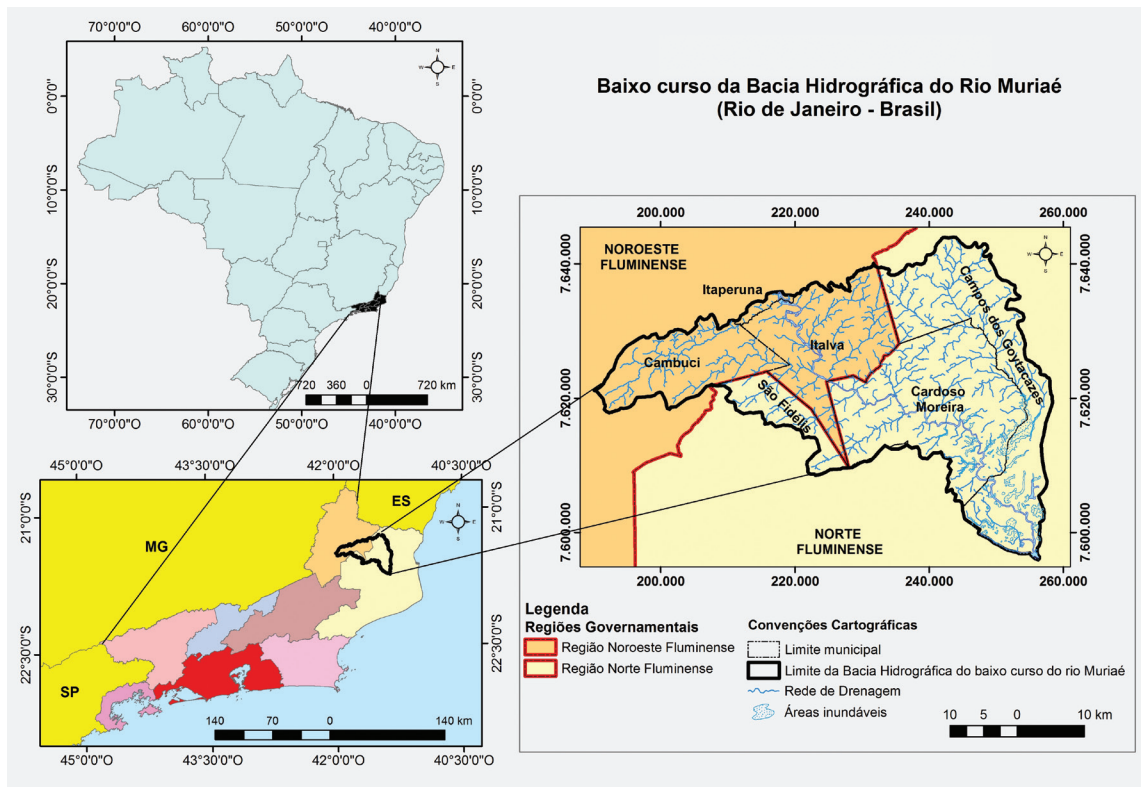 70°0'0"O 60°0'0"O 50°0'0"O 40°0'0"O
0°0'0"
10°0'0"S
20°0'0"S
30°0'0"S
0°0'0"
10°0'0"S
20°0'0"S
30°0'0"S
N
W E
S
720 360 0 720 km
70°0'0"O 60°0'0"O 50°0'0"O 40°0'0"O
45°0'0"O 43°30'0"O 42°0'0"O 40°30'0"O
21°0'0"S
22°30'0"S
21°0'0"S
22°30'0"S
ES
MG
SP
N
W E
S
140 70 0 140 km
45°0'0"O 43°30'0"O 42°0'0"O 40°30'0"O
Baixo curso da Bacia Hidrográfica do Rio Muriaé
(Rio de Janeiro - Brasil)
200.000 220.000 240.000 260.000
7.640.000
7.620.000
7.600.000
7.640.000
7.620.000
7.600.000
NOROESTE
FLUMINENSE
N
W E
S
Itaperuna
Campos dos Goytacazes
Italva
Cambuci
São Fidélis
Cardoso
Moreira
NORTE
FLUMINENSE
200.000 220.000 240.000 260.000
Legenda
Regiões Governamentais
Região Noroeste Fluminense
Região Norte Fluminense
Convenções Cartográficas
Limite municipal
Limite da Bacia Hidrográfica do baixo curso do rio Muriaé
Rede de Drenagem
Áreas inundáveis
10 5 0 10 km